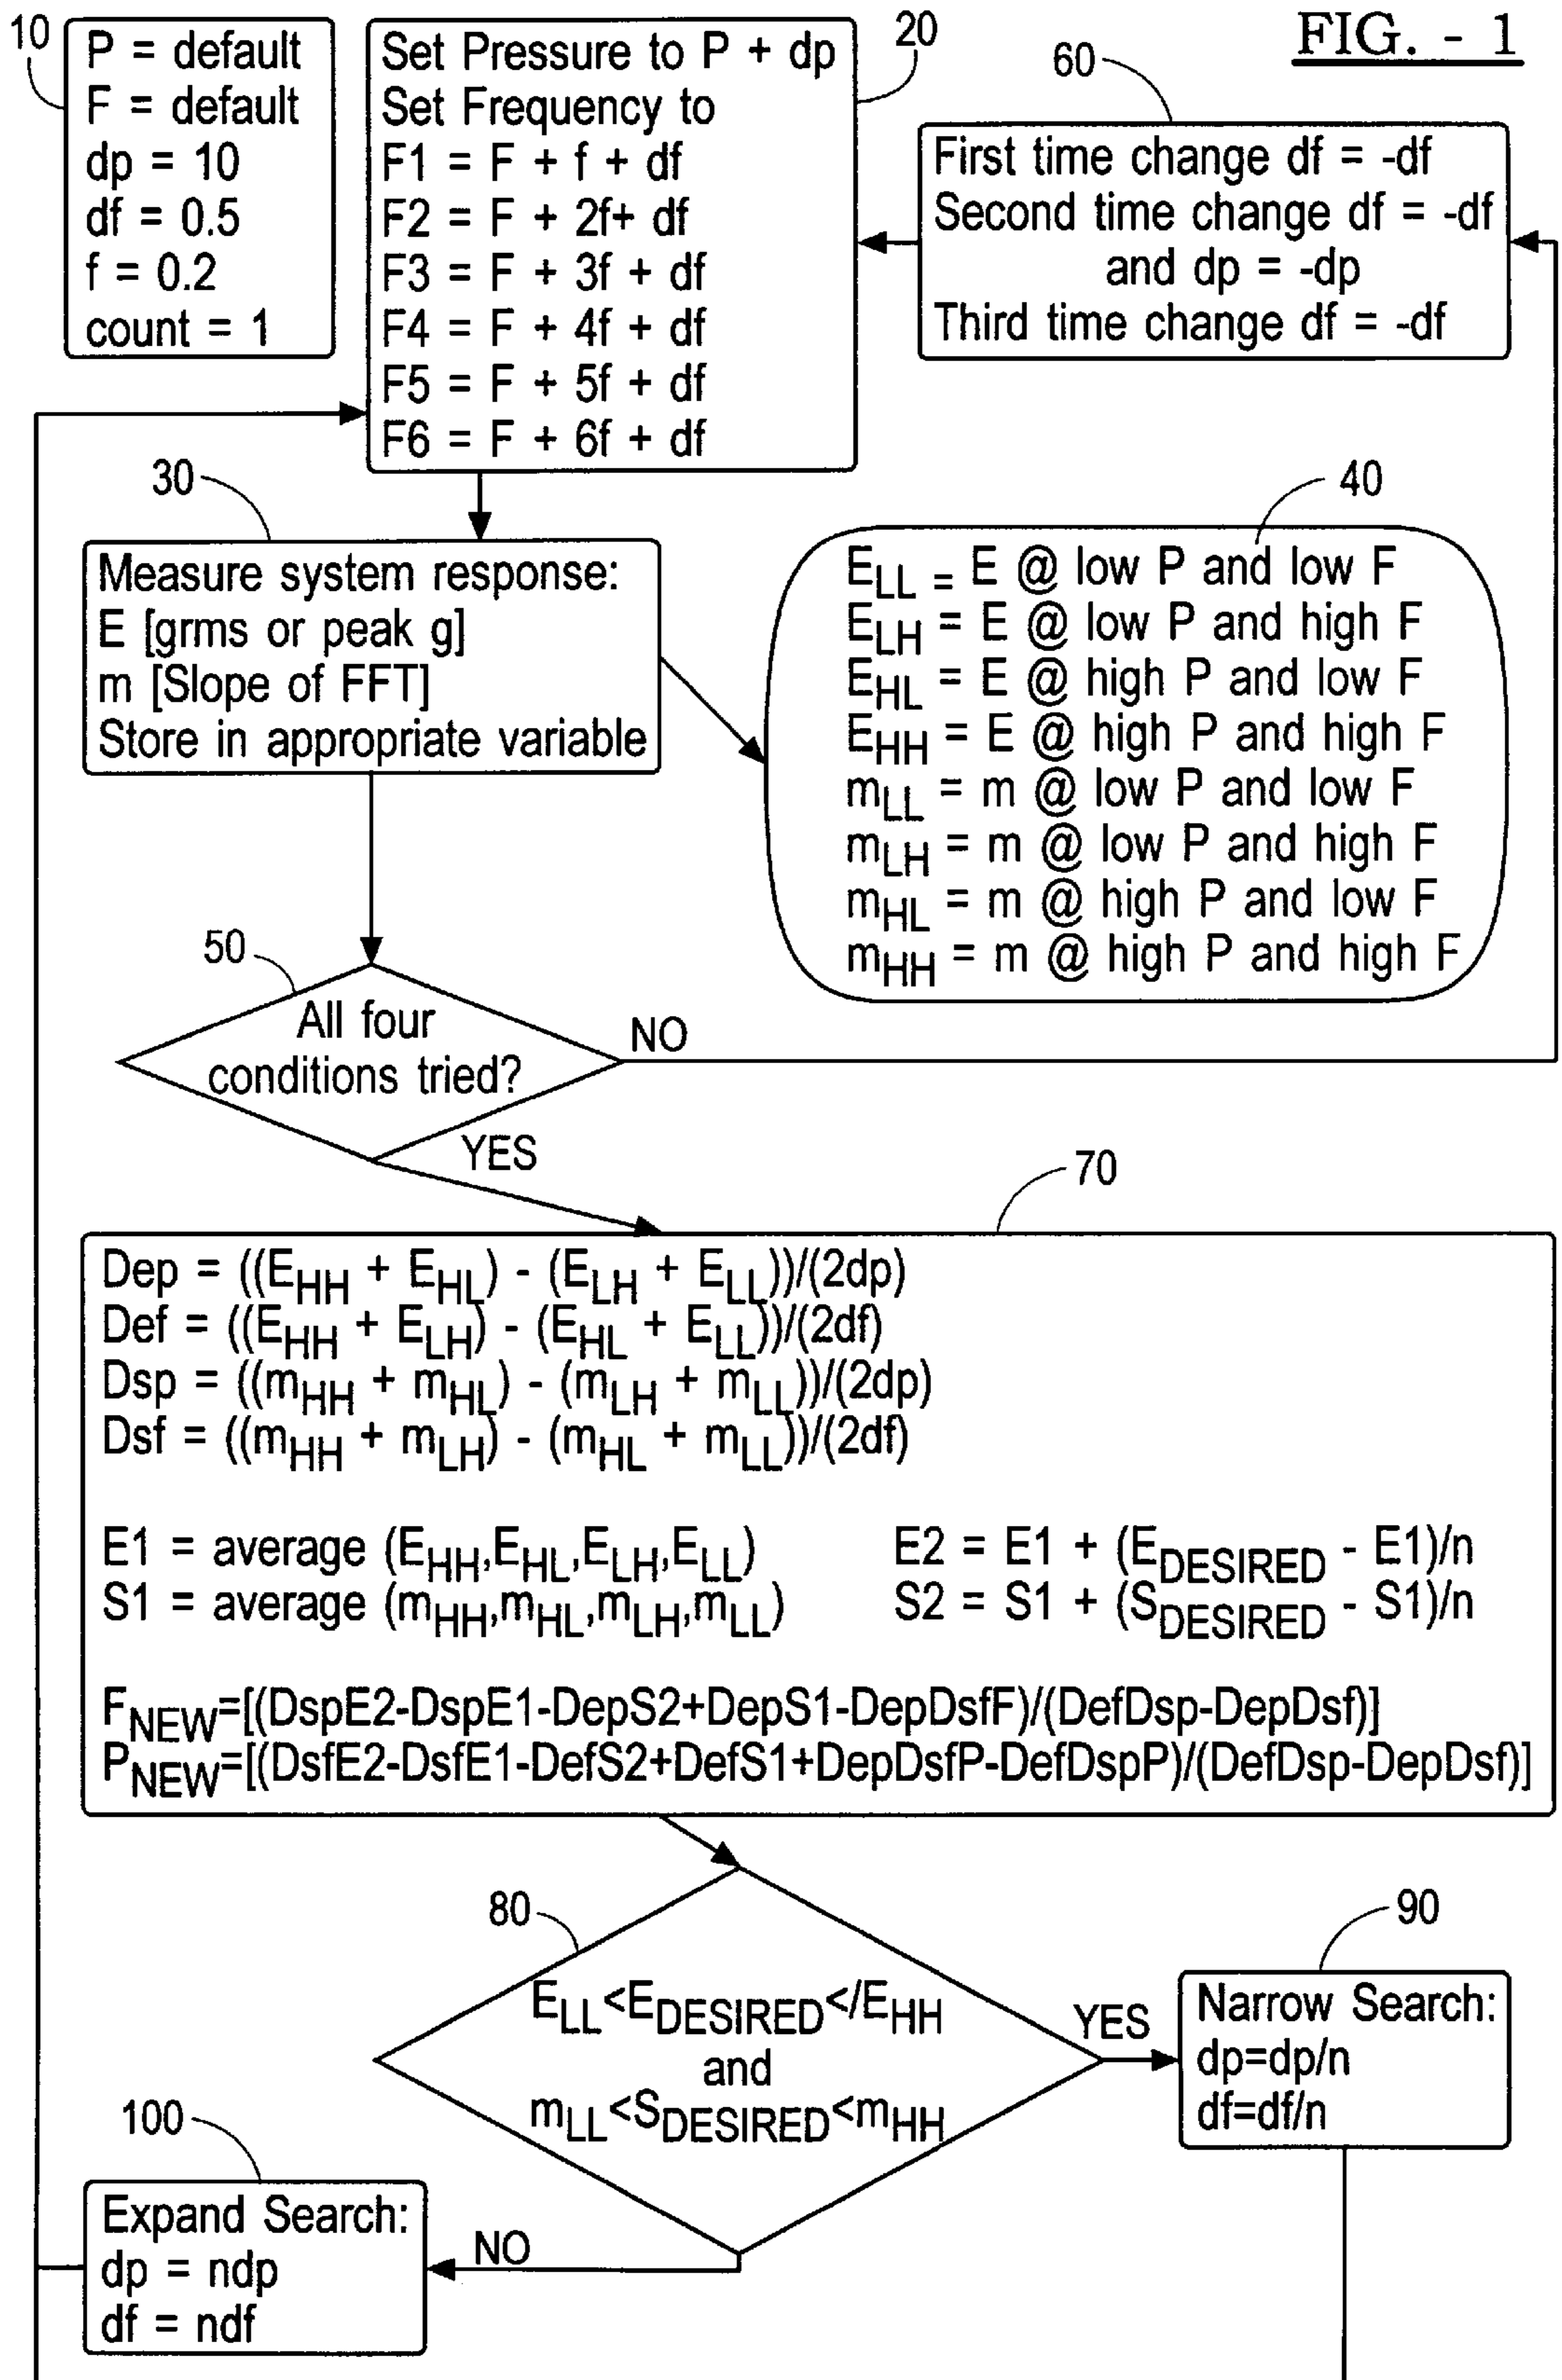 FIG. - 1
10
P = default
F = default
dp = 10
df = 0.5
f = 0.2
count = 1
20
Set Pressure to P + dp
Set Frequency to
F1 = F + f + df
F2 = F + 2f+ df
F3 = F + 3f + df
F4 = F + 4f + df
F5 = F + 5f + df
F6 = F + 6f + df
60
First time change df = -df
Second time change df = -df
and dp = -dp
Third time change df = -df
30
Measure system response:
E [grms or peak g]
m [Slope of FFT]
Store in appropriate variable
40
ELL = E @ low P and low F
ELH = E @ low P and high F
EHL = E @ high P and low F
EHH = E @ high P and high F
mLL = m @ low P and low F
mLH = m @ low P and high F
mHL = m @ high P and low F
mHH = m @ high P and high F
50
All four
conditions tried?
NO
YES
70
Dep = ((EHH + EHL) - (ELH + ELL))/(2dp)
Def = ((EHH + ELH) - (EHL + ELL))/(2df)
Dsp = ((mHH + mHL) - (mLH + mLL))/(2dp)
Dsf = ((mHH + mLH) - (mHL + mLL))/(2df)
E1 = average (EHH,EHL,ELH,ELL) E2 = E1 + (EDESIRED - E1)/n
S1 = average (mHH,mHL,mLH,mLL) S2 = S1 + (SDESIRED - S1)/n
FNEW=[(DspE2-DspE1-DepS2+DepS1-DepDsfF)/(DefDsp-DepDsf)]
PNEW=[(DsfE2-DsfE1-DefS2+DefS1+DepDsfP-DefDspP)/(DefDsp-DepDsf)]
80
ELL<EDESIRED</EHH
and
mLL<SDESIRED<mHH
YES
90
Narrow Search:
dp=dp/n
df=df/n
100
Expand Search:
dp = ndp
df = ndf
NO